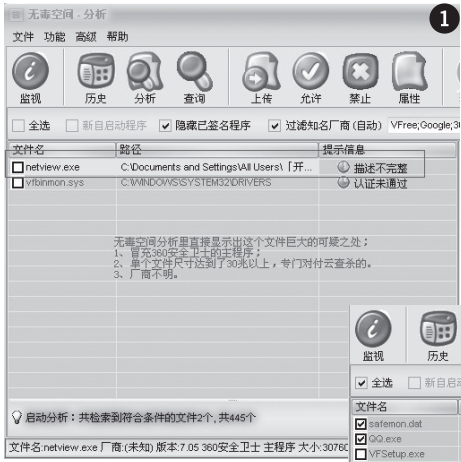 无毒空间 - 分析
1
文件 功能 高级 帮助
监视 历史 分析 查询 上传 允许 禁止 属性
全选 新自启动程序 隐藏已签名程序 过滤知名厂商(自动) VFree;Google;3
文件名 路径 提示信息
netview.exe C:\Documents and Settings\All Users\「开... 描述不完整
vfbinmon.sys C:\WINDOWS\SYSTEM32\DRIVERS 认证未通过
无毒空间分析里直接显示出这个文件巨大的可疑之处；
1、冒充360安全卫士的主程序；
2、单个文件尺寸达到了30兆以上，专门对付云查杀的。
3、厂商不明。
监视 历史
全选 新自启动
文件名
safemon.dat
QQ.exe
VFSetup.exe
启动分析：共检索到符合条件的文件2个, 共445个
文件名:netview.exe 厂商:(未知) 版本:7.05 360安全卫士 主程序 大小:3076